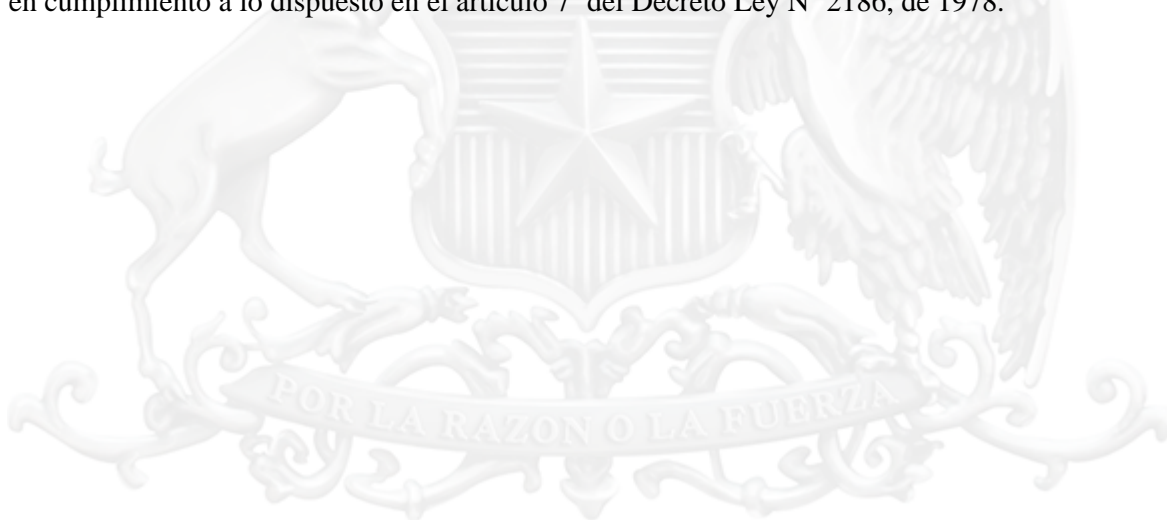 en cumplimiento a lo dispuesto en el artículo 7° del Decreto Ley N° 2186, de 1978.
POR LA RAZON O LA FUERZA